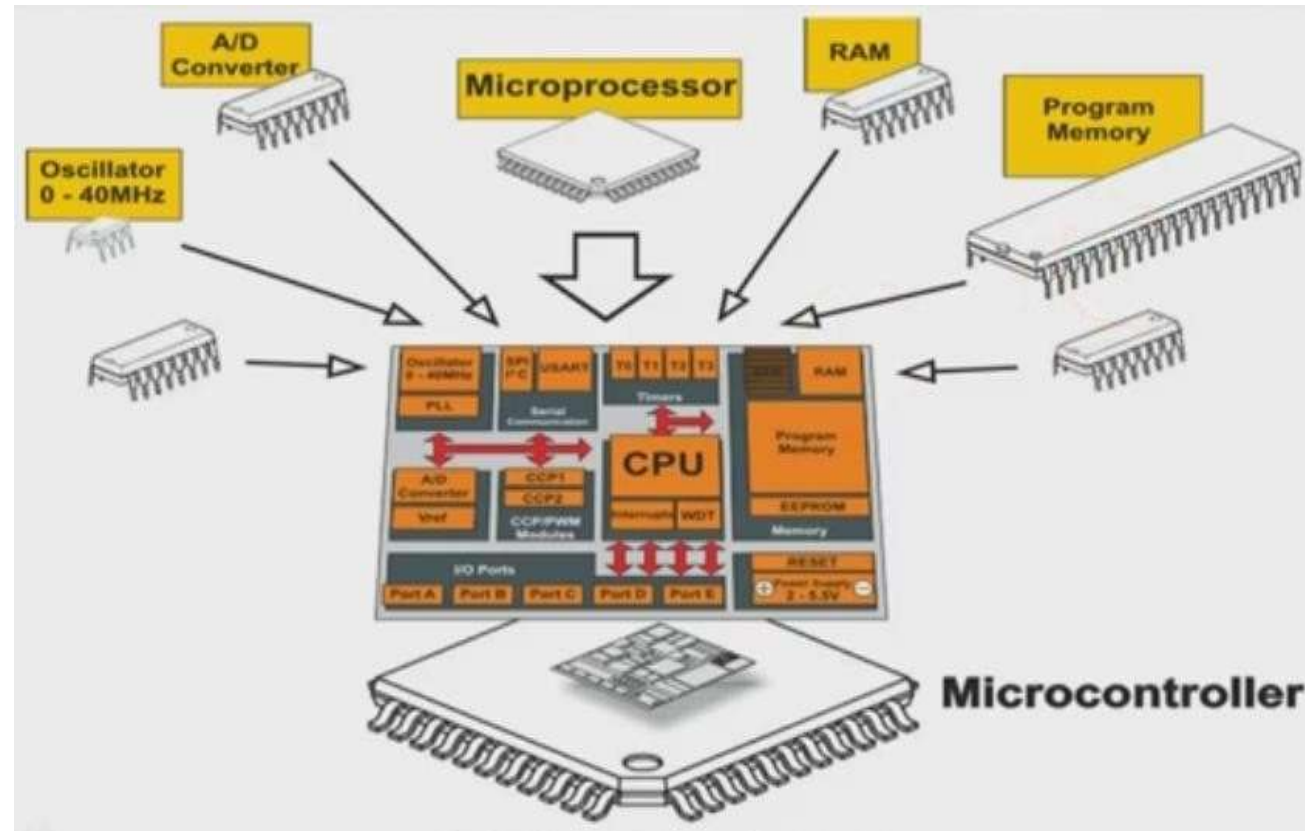 A/D
Converter
Microprocessor
RAM
Program
Memory
Oscillator
0 - 40MHz
Oscillator
0 - 40MHz
PLL
SPI
I²C
USART
Serial
Communication
T0
T1
T2
T3
Timers
RAM
Program
Memory
EEPROM
Memory
CPU
Interrupts
WDT
A/D
Converter
Vref
CCP1
CCP2
CCP/PWM
Modules
I/O Ports
Port A
Port B
Port C
Port D
Port E
RESET
+
Power Supply
2 - 5.5V
−
Microcontroller